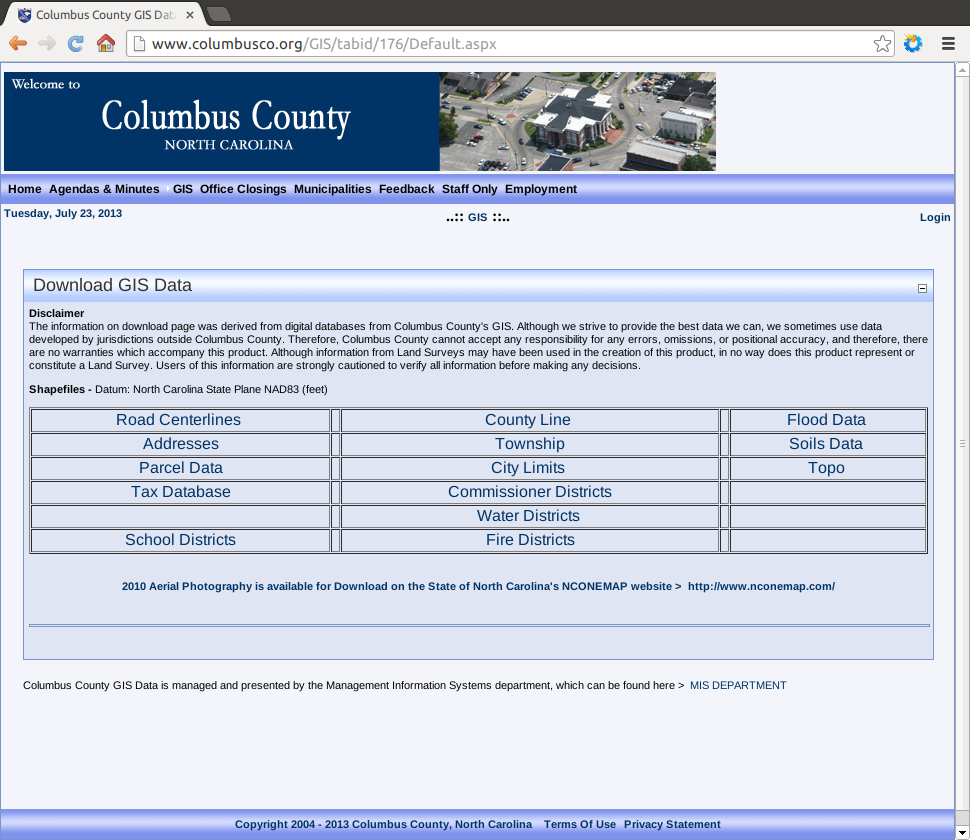 Columbus County GIS Dat
www.columbusco.org/GIS/tabid/176/Default.aspx
Welcome to
Columbus County
NORTH CAROLINA
Home Agendas & Minutes GIS Office Closings Municipalities Feedback Staff Only Employment
Tuesday, July 23, 2013 ..:: GIS ::.. Login
Download GIS Data
Disclaimer
The information on download page was derived from digital databases from Columbus County's GIS. Although we strive to provide the best data we can, we sometimes use data
developed by jurisdictions outside Columbus County. Therefore, Columbus County cannot accept any responsibility for any errors, omissions, or positional accuracy, and therefore, there
are no warranties which accompany this product. Although information from Land Surveys may have been used in the creation of this product, in no way does this product represent or
constitute a Land Survey. Users of this information are strongly cautioned to verify all information before making any decisions.
Shapefiles - Datum: North Carolina State Plane NAD83 (feet)
Road Centerlines County Line Flood Data
Addresses Township Soils Data
Parcel Data City Limits Topo
Tax Database Commissioner Districts
Water Districts
School Districts Fire Districts
2010 Aerial Photography is available for Download on the State of North Carolina's NCONEMAP website > http://www.nconemap.com/
Columbus County GIS Data is managed and presented by the Management Information Systems department, which can be found here > MIS DEPARTMENT
Copyright 2004 - 2013 Columbus County, North Carolina Terms Of Use Privacy Statement